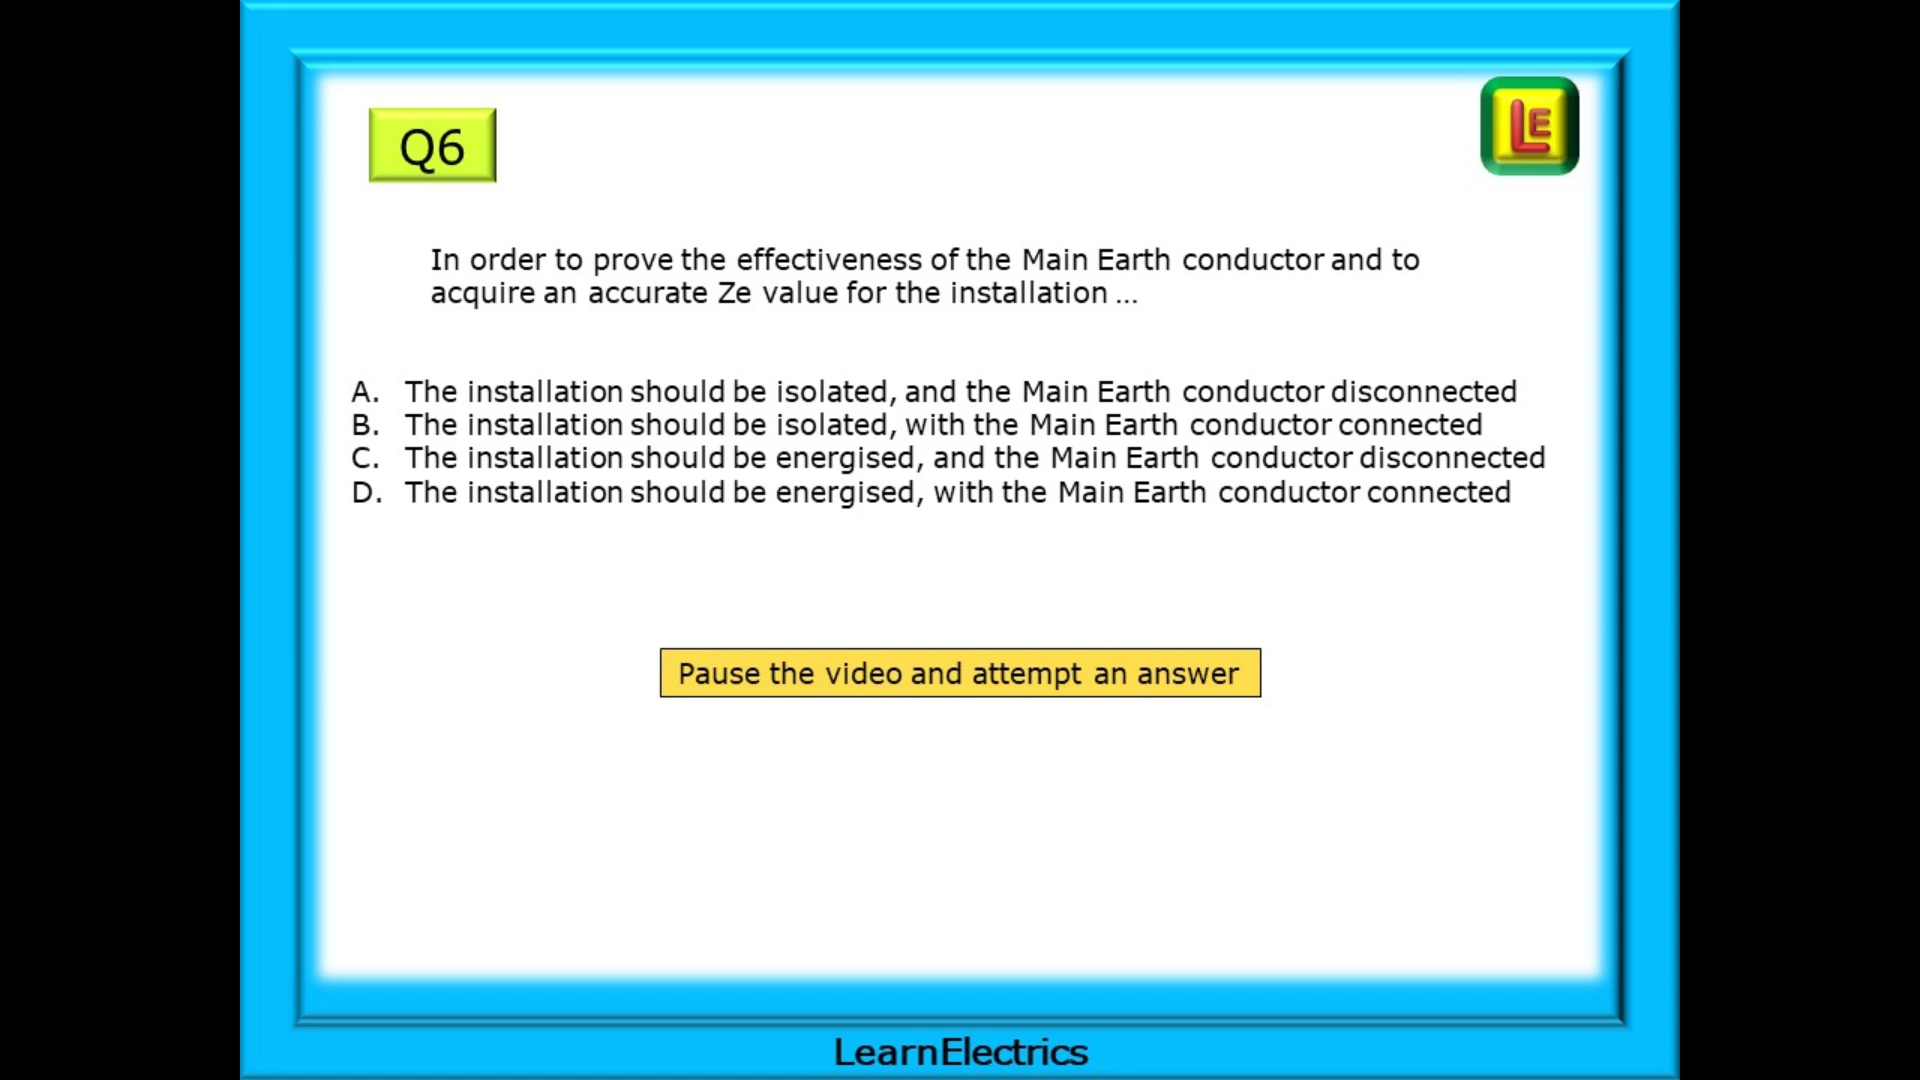 Q6
LE
In order to prove the effectiveness of the Main Earth conductor and to
acquire an accurate Ze value for the installation ...
A. The installation should be isolated, and the Main Earth conductor disconnected
B. The installation should be isolated, with the Main Earth conductor connected
C. The installation should be energised, and the Main Earth conductor disconnected
D. The installation should be energised, with the Main Earth conductor connected
Pause the video and attempt an answer
LearnElectrics